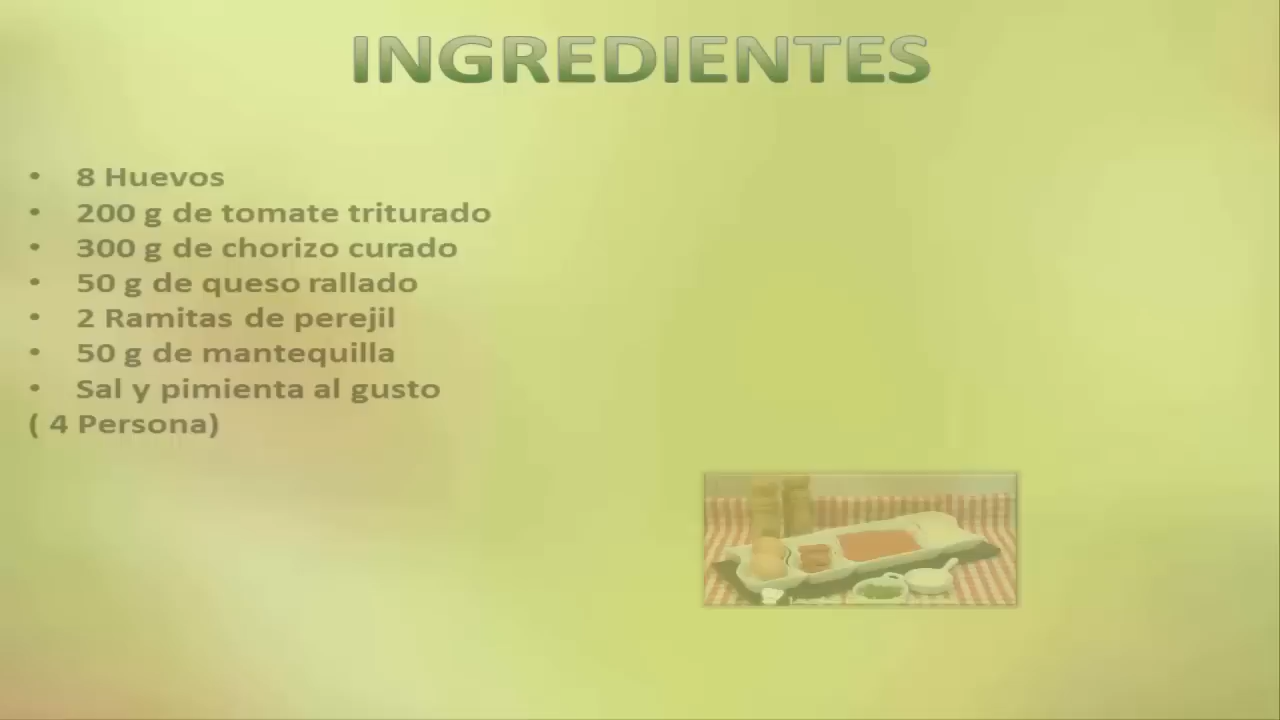 INGREDIENTES
• 8 Huevos
• 200 g de tomate triturado
• 300 g de chorizo curado
• 50 g de queso rallado
• 2 Ramitas de perejil
• 50 g de mantequilla
• Sal y pimienta al gusto
( 4 Persona)